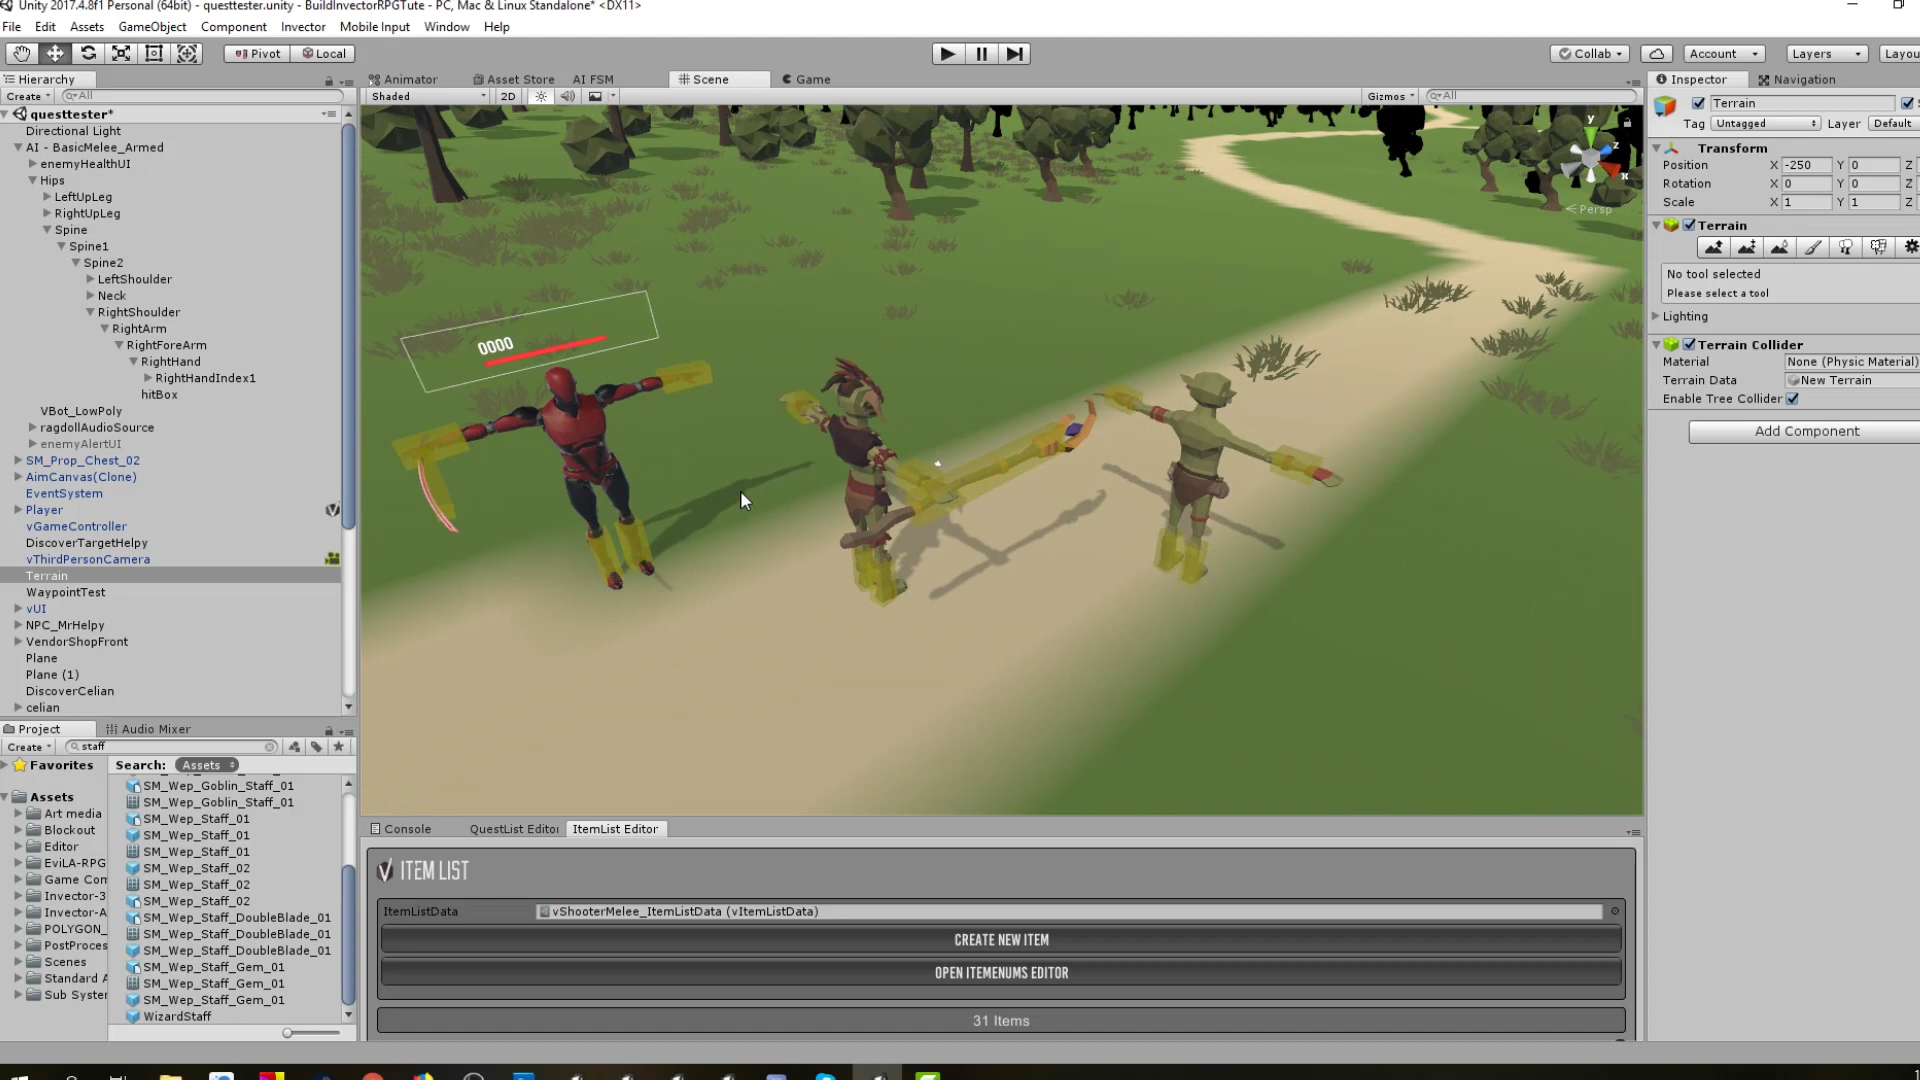 Unity 2017.4.8f1 Personal (64bit) - questtester.unity - BuildInvectorRPGTute - PC, Mac & Linux Standalone* <DX11>
File Edit Assets GameObject Component Invector Mobile Input Window Help
Pivot Local Collab Account Layers Layou
Hierarchy Animator Asset Store AI FSM Scene Game Inspector Navigation
Create All Shaded 2D Gizmos All
questtester*
Directional Light
AI - BasicMelee_Armed
enemyHealthUI
Hips
LeftUpLeg
RightUpLeg
Spine
Spine1
Spine2
LeftShoulder
Neck
RightShoulder
RightArm
RightForeArm
RightHand
RightHandIndex1
hitBox
VBot_LowPoly
ragdollAudioSource
enemyAlertUI
SM_Prop_Chest_02
AimCanvas(Clone)
EventSystem
Player
vGameController
DiscoverTargetHelpy
vThirdPersonCamera
Terrain
WaypointTest
vUI
NPC_MrHelpy
VendorShopFront
Plane
Plane (1)
DiscoverCelian
celian
0000
y
z
x
Persp
Terrain
Tag Untagged Layer Default
Transform
Position X -250 Y 0 Z
Rotation X 0 Y 0 Z
Scale X 1 Y 1 Z
Terrain
No tool selected
Please select a tool
Lighting
Terrain Collider
Material None (Physic Material)
Terrain Data New Terrain
Enable Tree Collider
Add Component
Project Audio Mixer
Create staff
Favorites
Assets
Art media
Blockout
Editor
EviLA-RPG
Game Com
Invector-3
Invector-A
POLYGON_
PostProces
Scenes
Standard A
Sub System
Search: Assets
SM_Wep_Goblin_Staff_01
SM_Wep_Goblin_Staff_01
SM_Wep_Staff_01
SM_Wep_Staff_01
SM_Wep_Staff_01
SM_Wep_Staff_02
SM_Wep_Staff_02
SM_Wep_Staff_02
SM_Wep_Staff_DoubleBlade_01
SM_Wep_Staff_DoubleBlade_01
SM_Wep_Staff_DoubleBlade_01
SM_Wep_Staff_Gem_01
SM_Wep_Staff_Gem_01
SM_Wep_Staff_Gem_01
WizardStaff
Console QuestList Editor ItemList Editor
ITEM LIST
ItemListData vShooterMelee_ItemListData (vItemListData)
CREATE NEW ITEM
OPEN ITEMENUMS EDITOR
31 Items